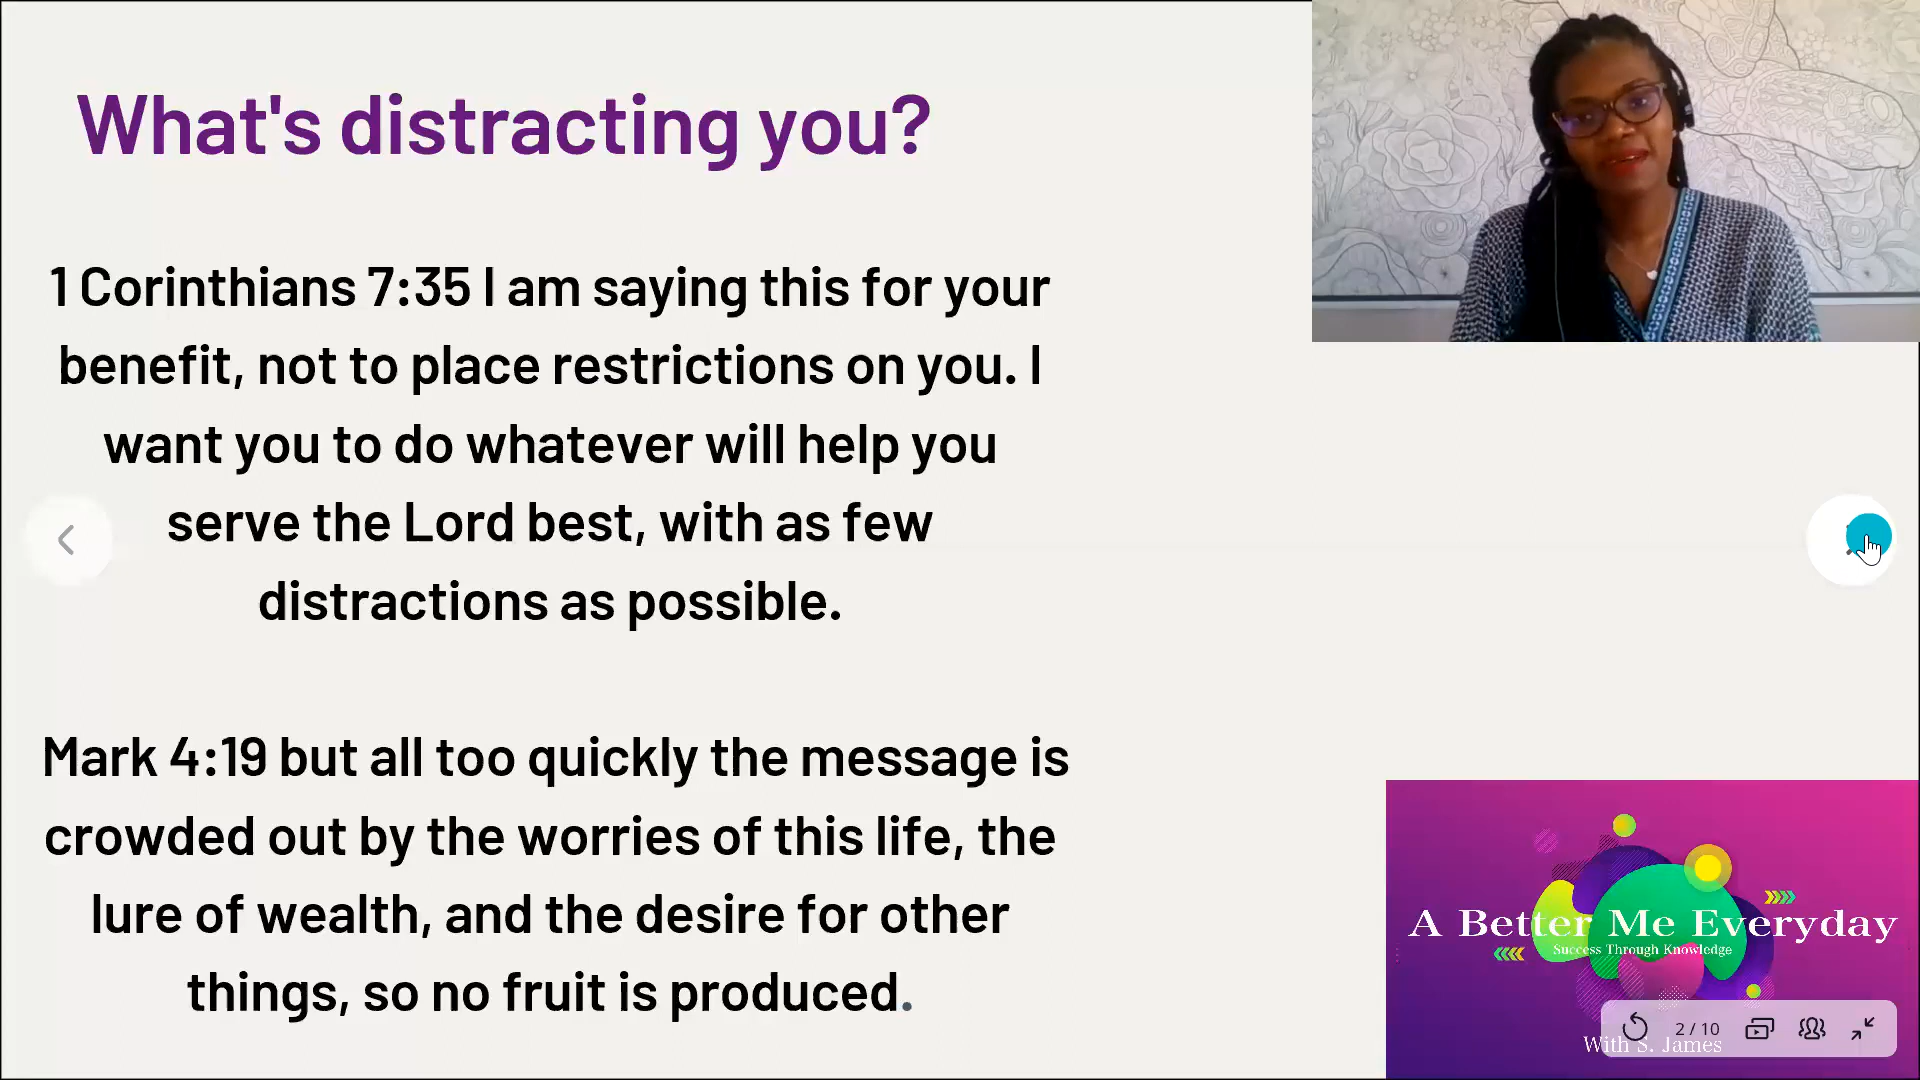 What's distracting you?
1 Corinthians 7:35 I am saying this for your
benefit, not to place restrictions on you. I
want you to do whatever will help you
serve the Lord best, with as few
distractions as possible.
Mark 4:19 but all too quickly the message is
crowded out by the worries of this life, the
lure of wealth, and the desire for other
things, so no fruit is produced.
A Better Me Everyday
Success Through Knowledge
2 / 10
With S. James